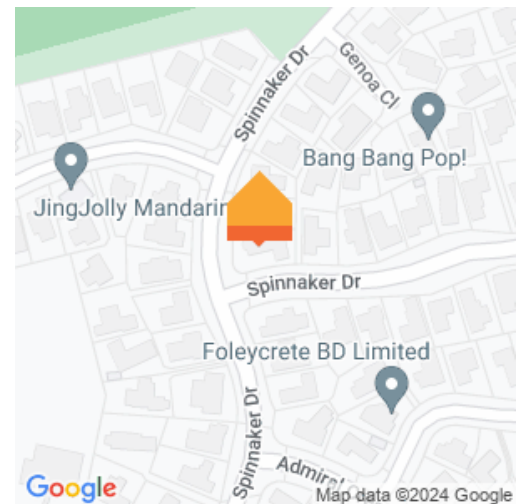 Spinnaker Dr
Genoa Cl
Bang Bang Pop!
JingJolly Mandarin
Spinnaker Dr
Foleycrete BD Limited
Spinnaker Dr
Google
Map data ©2024 Google